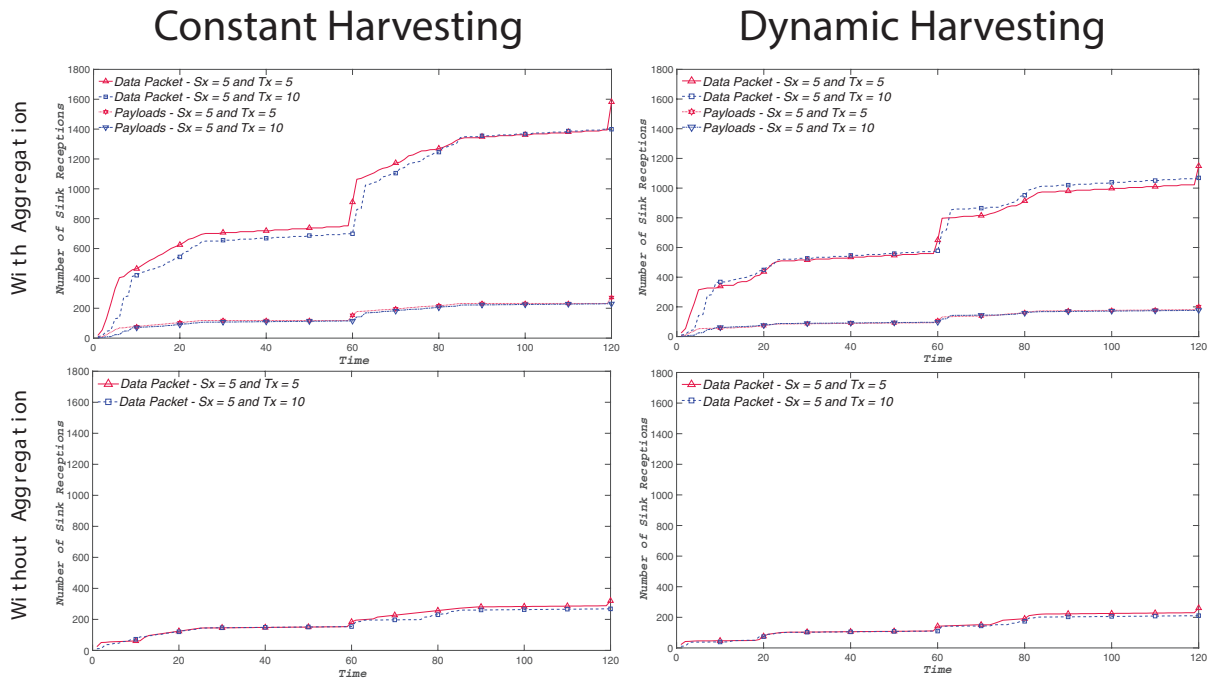 Constant Harvesting
Dynamic Harvesting
With Aggregation
Number of Sink Receptions
1800
1600
1400
1200
1000
800
600
400
200
0
Data Packet - Sx = 5 and Tx = 5
Data Packet - Sx = 5 and Tx = 10
Payloads - Sx = 5 and Tx = 5
Payloads - Sx = 5 and Tx = 10
0 20 40 60 80 100 120
Time
Number of Sink Receptions
1800
1600
1400
1200
1000
800
600
400
200
0
Data Packet - Sx = 5 and Tx = 5
Data Packet - Sx = 5 and Tx = 10
Payloads - Sx = 5 and Tx = 5
Payloads - Sx = 5 and Tx = 10
0 20 40 60 80 100 120
Time
Without Aggregation
Number of Sink Receptions
1800
1600
1400
1200
1000
800
600
400
200
0
Data Packet - Sx = 5 and Tx = 5
Data Packet - Sx = 5 and Tx = 10
0 20 40 60 80 100 120
Time
Number of Sink Receptions
1800
1600
1400
1200
1000
800
600
400
200
0
Data Packet - Sx = 5 and Tx = 5
Data Packet - Sx = 5 and Tx = 10
0 20 40 60 80 100 120
Time